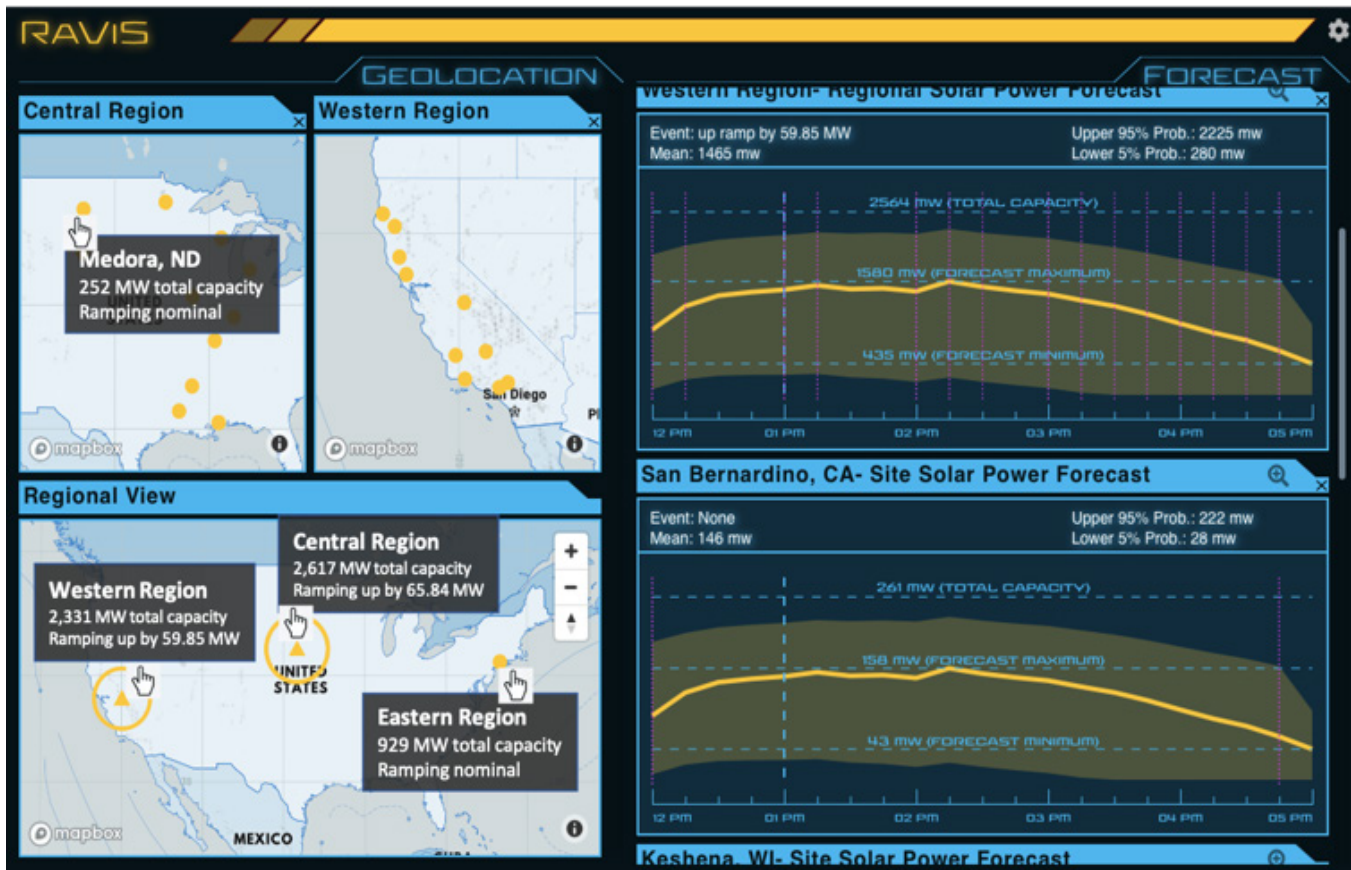 RAVIS
GEOLOCATION
Central Region
Medora, ND
252 MW total capacity
Ramping nominal
UNITED
STATES
mapbox
Western Region
San Diego
mapbox
Regional View
Western Region
2,331 MW total capacity
Ramping up by 59.85 MW
Central Region
2,617 MW total capacity
Ramping up by 65.84 MW
UNITED
STATES
Eastern Region
929 MW total capacity
Ramping nominal
MEXICO
mapbox
FORECAST
Western Region- Regional Solar Power Forecast
Event: up ramp by 59.85 MW
Mean: 1465 mw
Upper 95% Prob.: 2225 mw
Lower 5% Prob.: 280 mw
2564 MW (TOTAL CAPACITY)
1580 MW (FORECAST MAXIMUM)
435 MW (FORECAST MINIMUM)
12 PM 01 PM 02 PM 03 PM 04 PM 05 PM
San Bernardino, CA- Site Solar Power Forecast
Event: None
Mean: 146 mw
Upper 95% Prob.: 222 mw
Lower 5% Prob.: 28 mw
261 MW (TOTAL CAPACITY)
158 MW (FORECAST MAXIMUM)
43 MW (FORECAST MINIMUM)
12 PM 01 PM 02 PM 03 PM 04 PM 05 PM
Keshena, WI- Site Solar Power Forecast